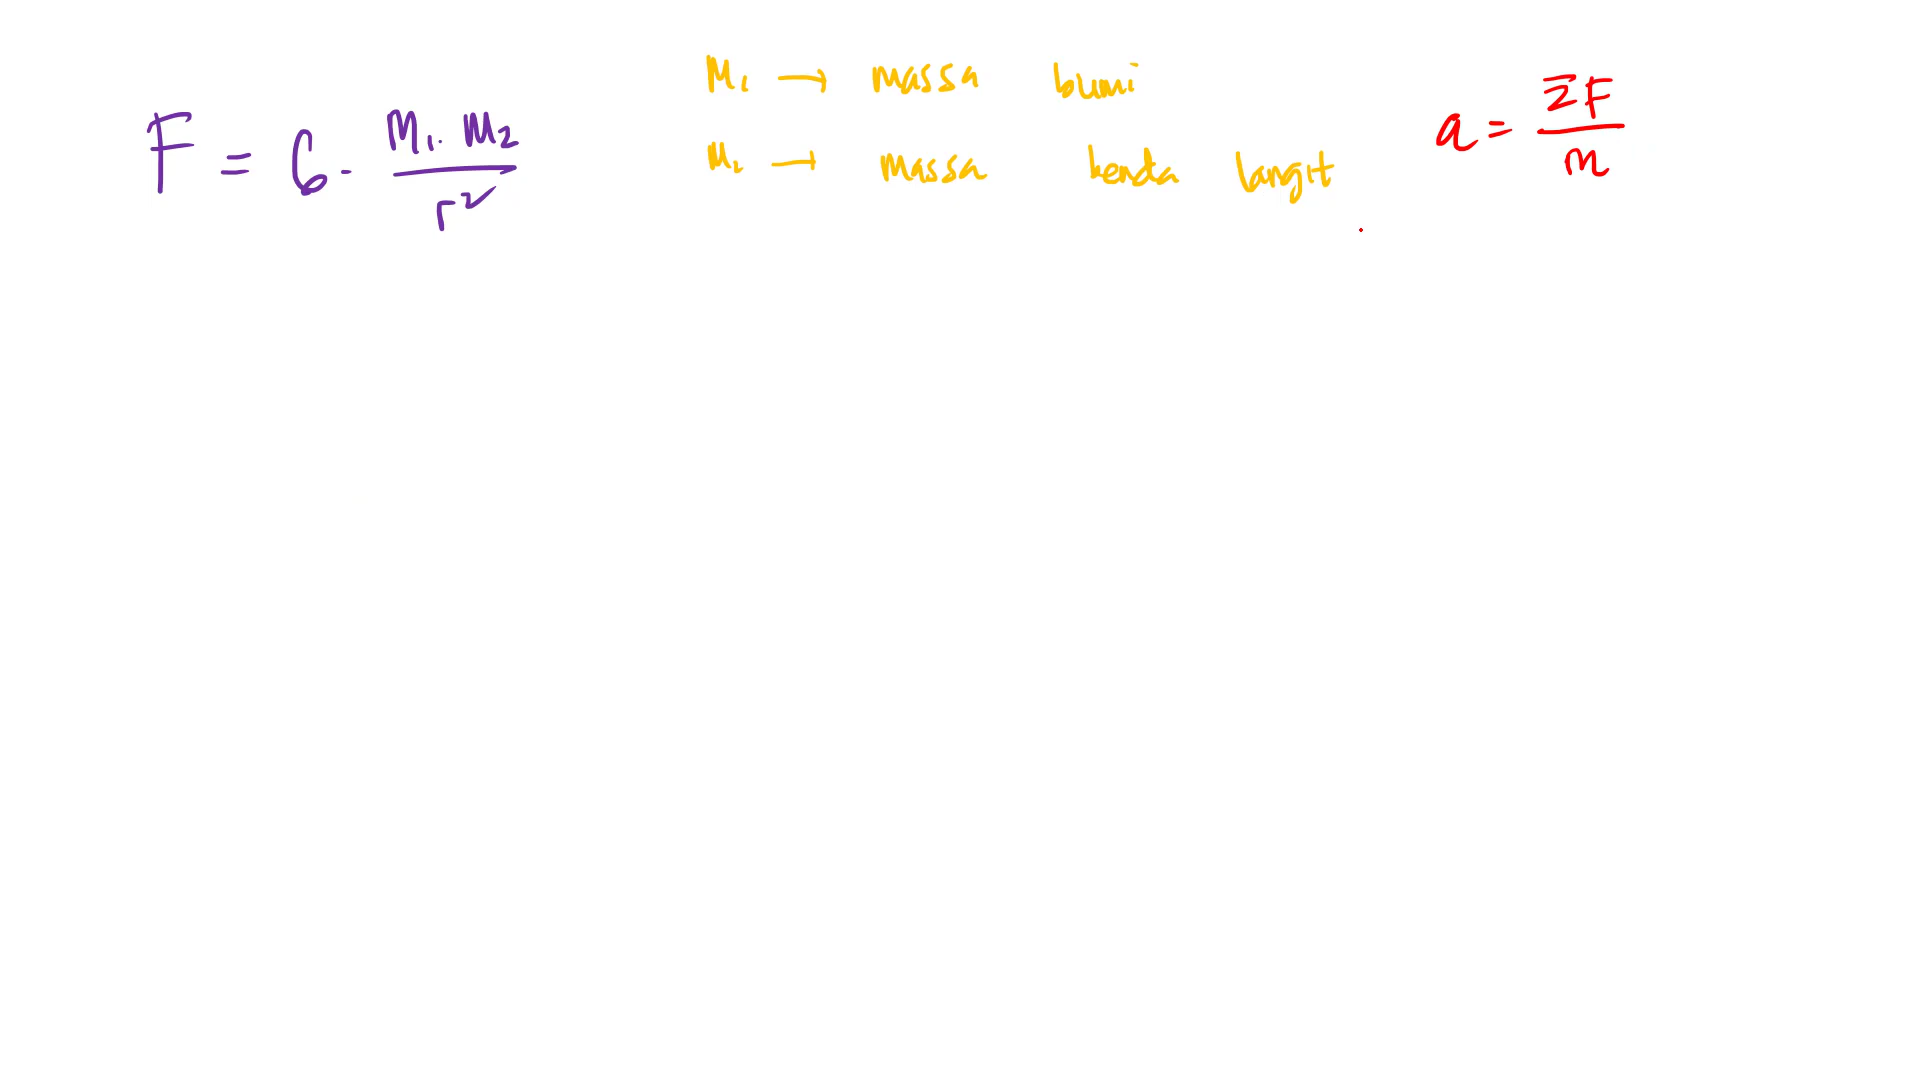 F = G · m₁ · m₂ / r²
M₁ → massa bumi
M₂ → massa benda langit
a = ΣF / m